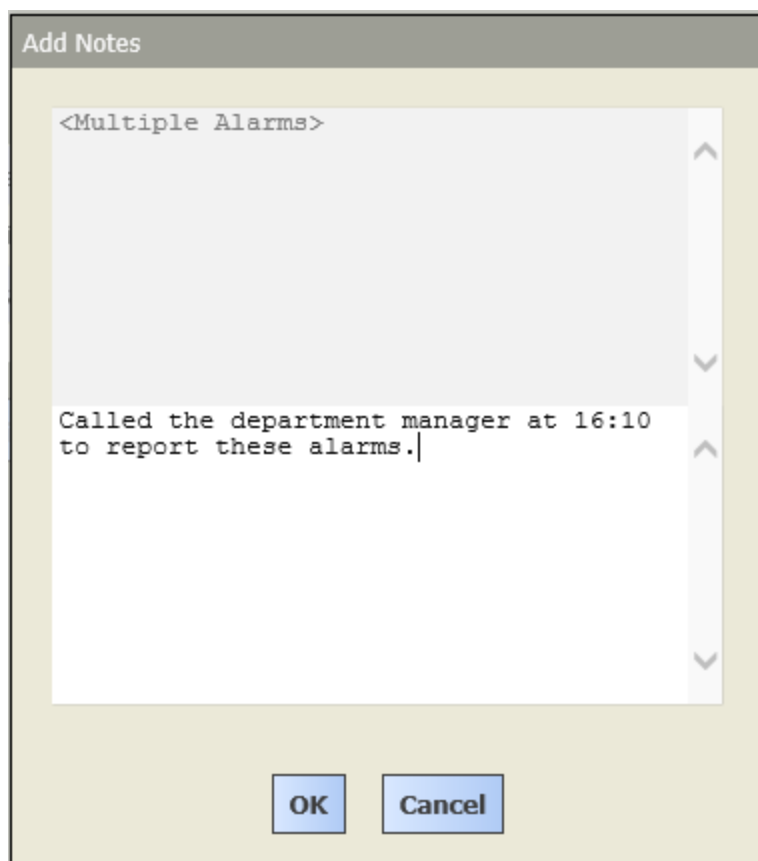 Add Notes
<Multiple Alarms>
Called the department manager at 16:10
to report these alarms.
OK
Cancel